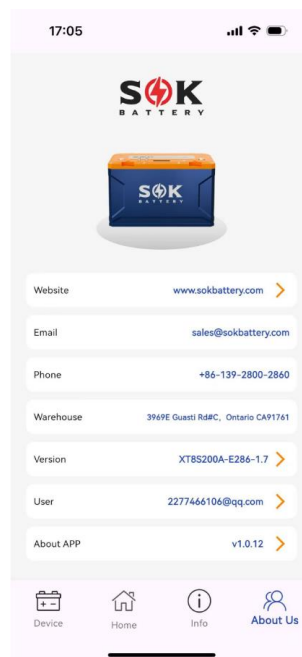 17:05
SOK
BATTERY
SOK
BATTERY
Website www.sokbattery.com
Email sales@sokbattery.com
Phone +86-139-2800-2860
Warehouse 3969E Guasti Rd#C, Ontario CA91761
Version XT8S200A-E286-1.7
User 2277466106@qq.com
About APP v1.0.12
Device Home Info About Us